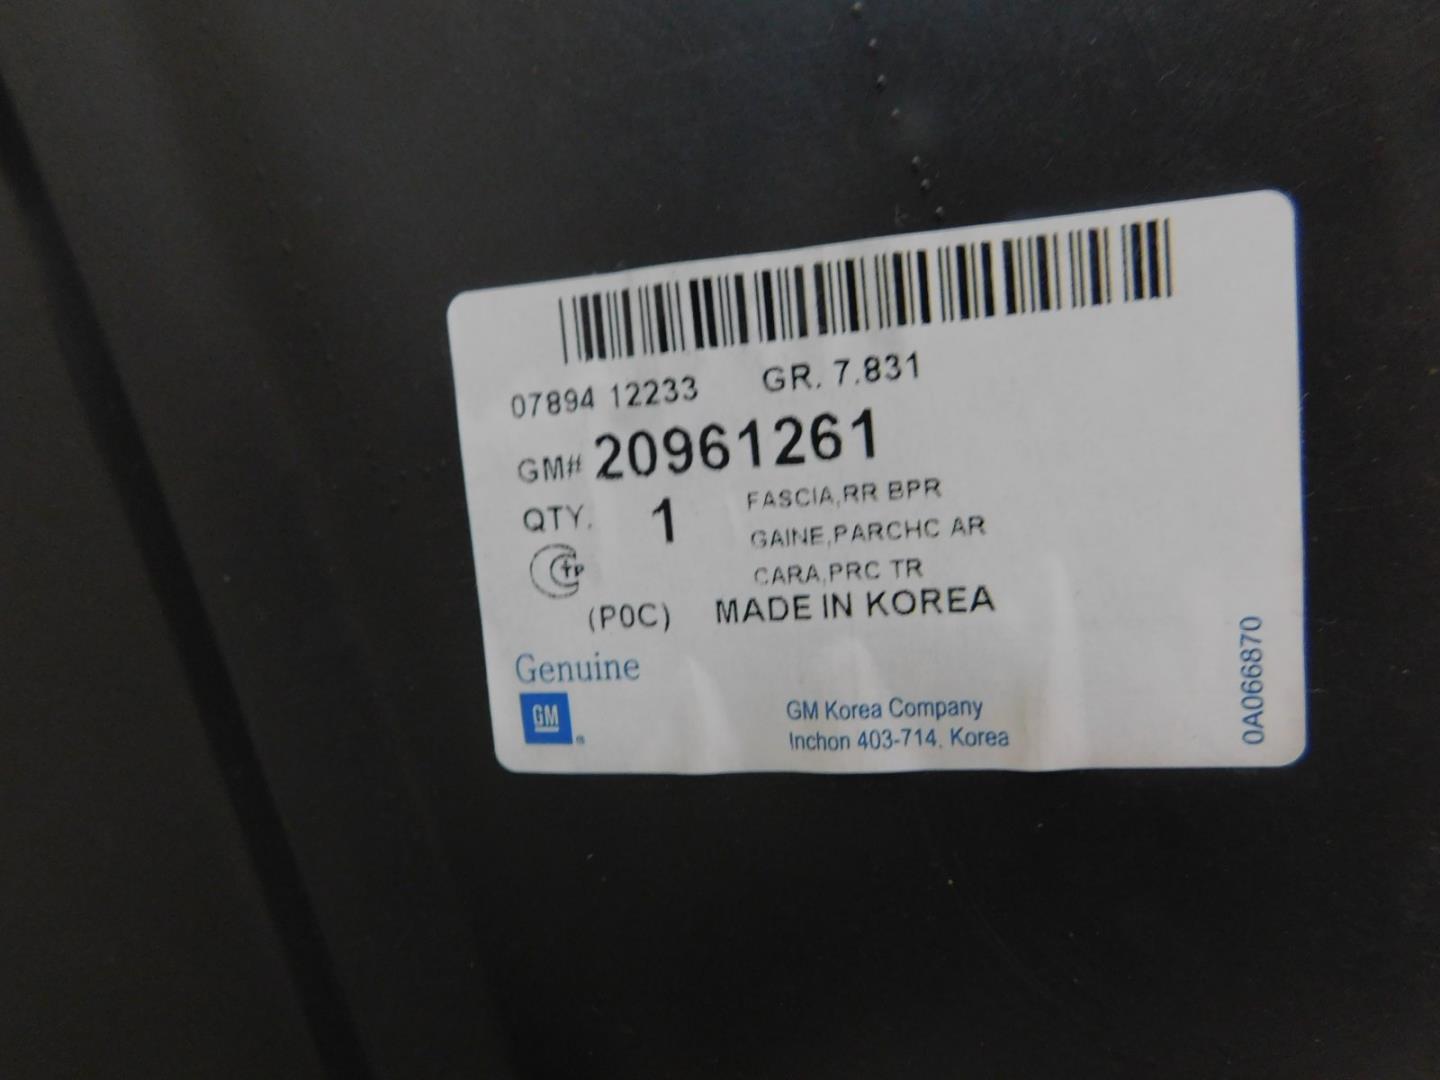 07894 12233 GR. 7.831
GM# 20961261
QTY. 1 FASCIA,RR BPR
GAINE,PARCHC AR
CARA,PRC TR
(P0C) MADE IN KOREA
Genuine
GM
GM Korea Company
Inchon 403-714, Korea
0A066870